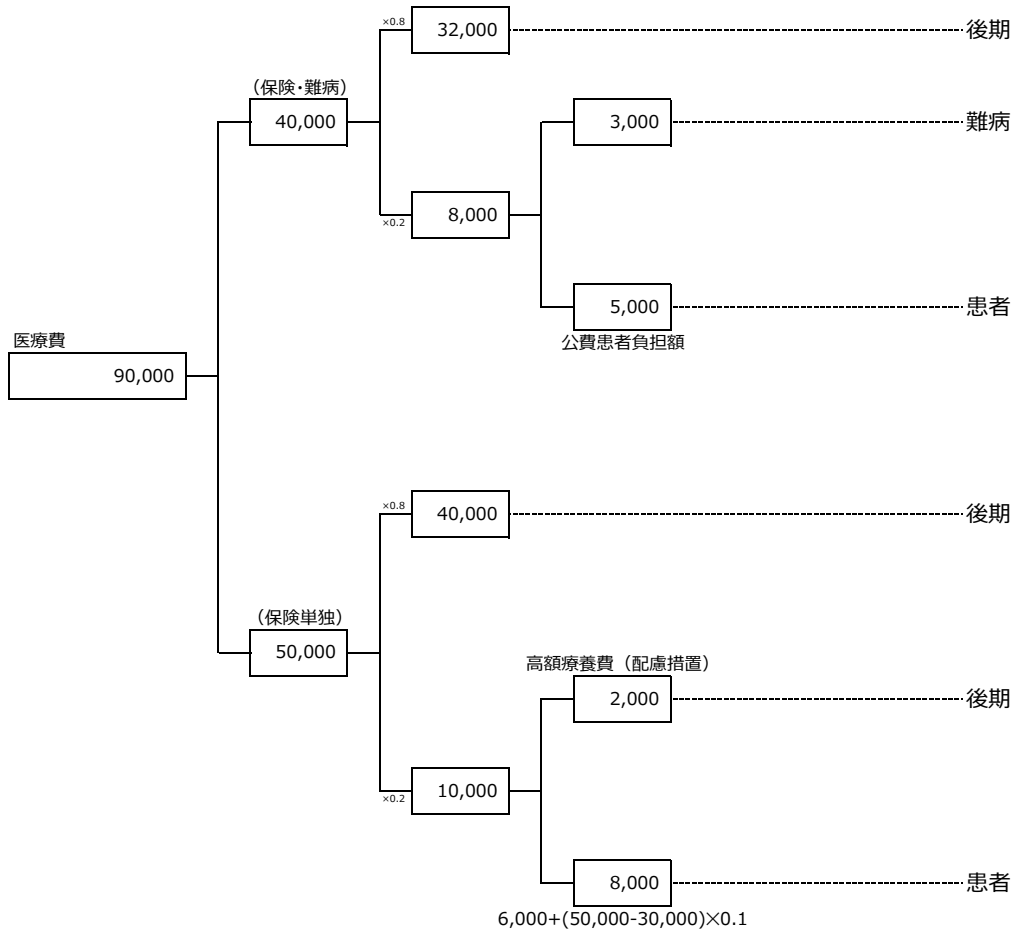 ×0.8
32,000
後期
（保険・難病）
40,000
3,000
難病
×0.2
8,000
5,000
患者
公費患者負担額
医療費
90,000
×0.8
40,000
後期
（保険単独）
50,000
高額療養費（配慮措置）
2,000
後期
×0.2
10,000
8,000
患者
6,000+(50,000-30,000)×0.1